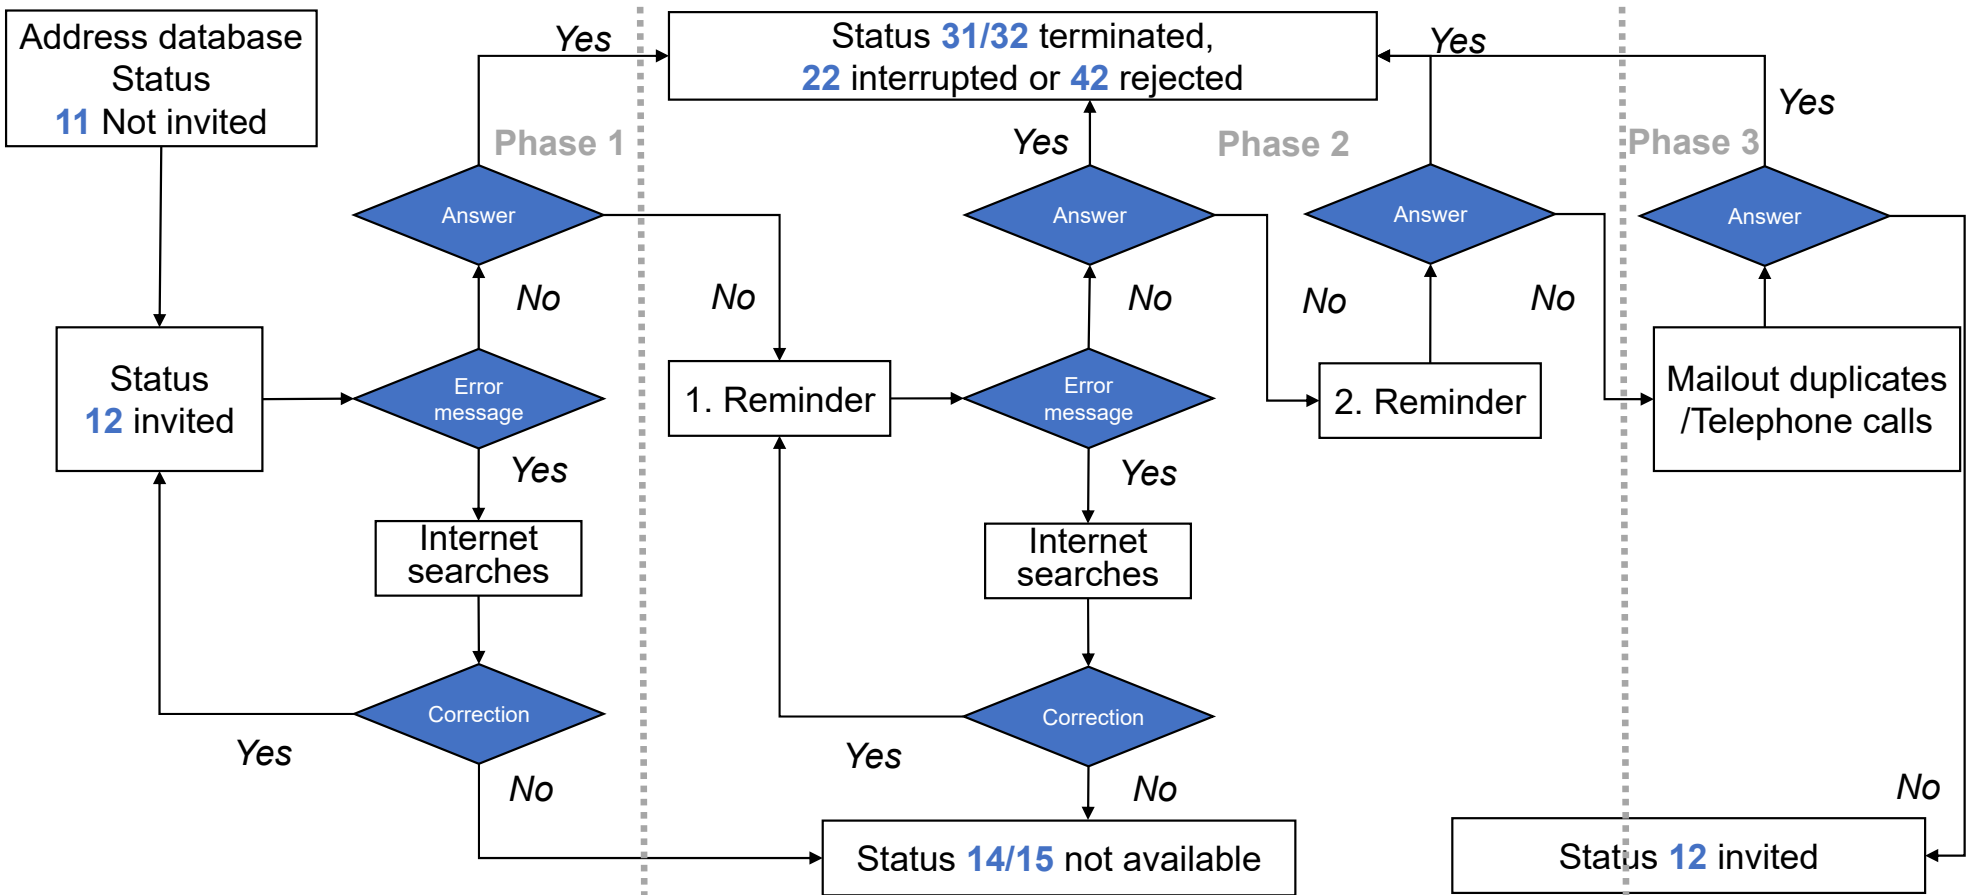 Address database
Status
11 Not invited
Yes
Status 31/32 terminated,
22 interrupted or 42 rejected
Yes
Yes
Phase 1
Yes
Phase 2
Phase 3
Answer
Answer
Answer
Answer
No
No
No
No
No
Status
12 invited
Error
message
1. Reminder
Error
message
2. Reminder
Mailout duplicates
/Telephone calls
Yes
Yes
Internet
searches
Internet
searches
Correction
Correction
Yes
Yes
No
No
No
Status 14/15 not available
Status 12 invited